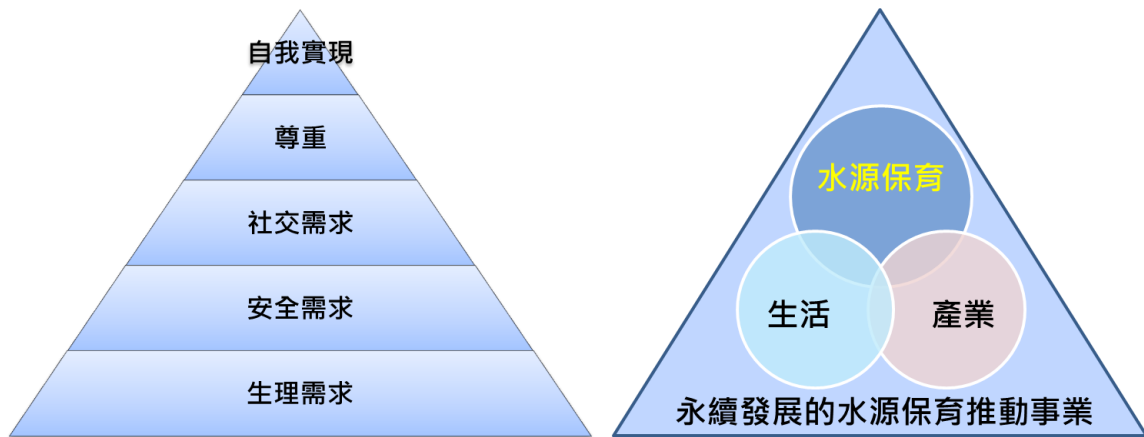 自我實現
尊重
社交需求
安全需求
生理需求
水源保育
生活
產業
永續發展的水源保育推動事業